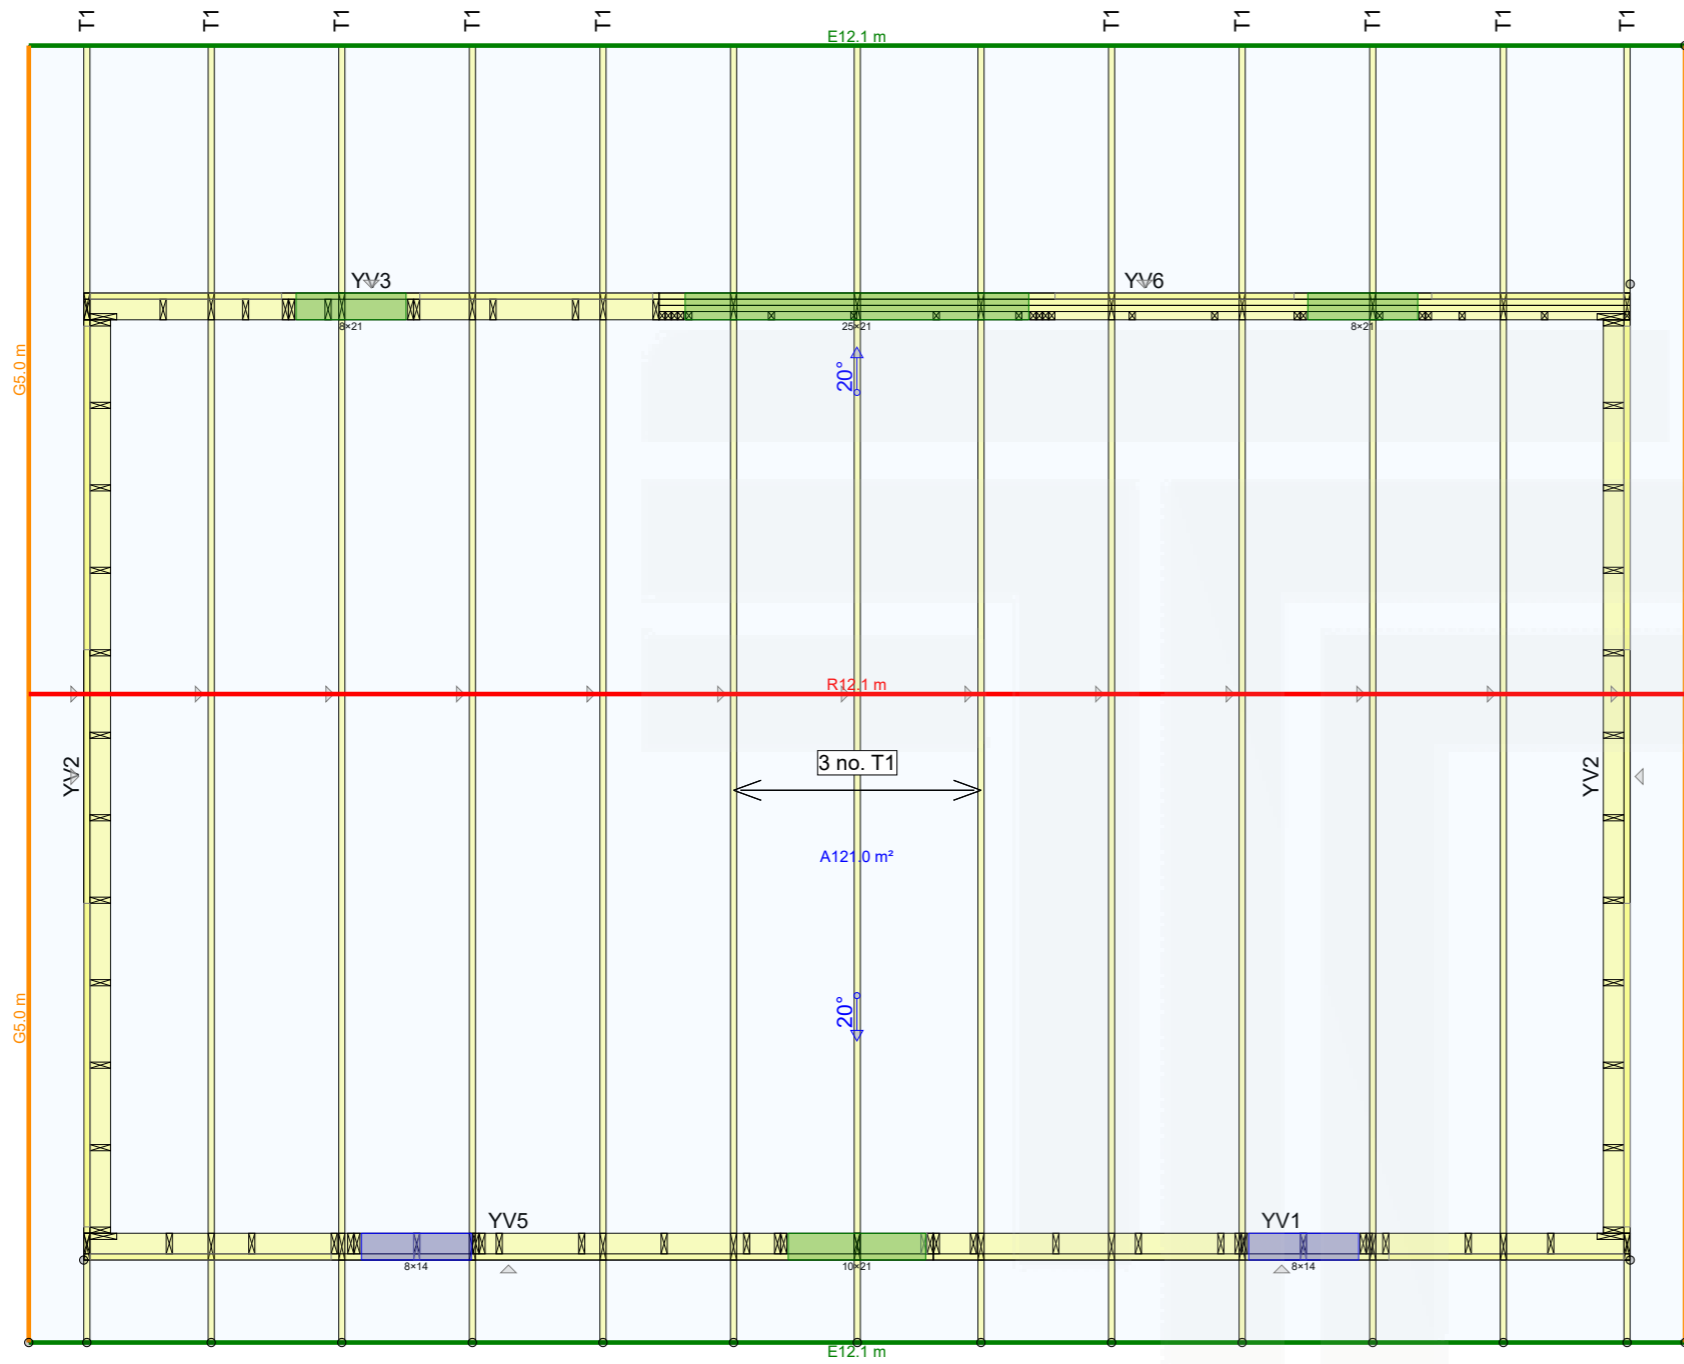 T1 T1 T1 T1 T1 T1 T1 T1 T1 T1
E12.1 m
YV3 YV6
8×21 25×21 8×21
G5.0 m
20°
R12.1 m
YV2
3 no. T1
YV2
A121.0 m²
20°
G5.0 m
YV5 YV1
8×14 10×21 8×14
E12.1 m